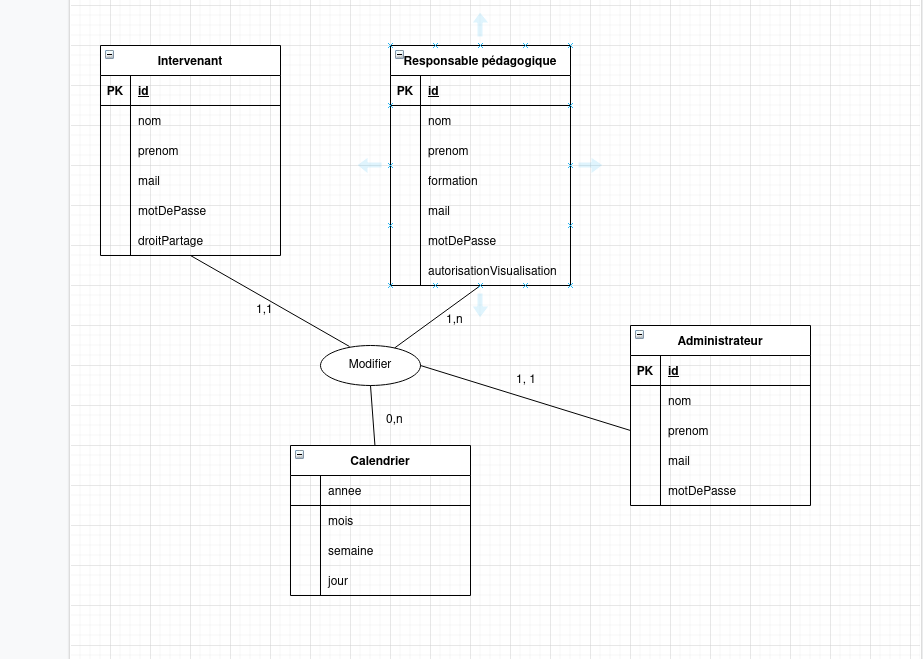 Intervenant
PK id
nom
prenom
mail
motDePasse
droitPartage
Responsable pédagogique
PK id
nom
prenom
formation
mail
motDePasse
autorisationVisualisation
1,1
1,n
Modifier
1, 1
0,n
Administrateur
PK id
nom
prenom
mail
motDePasse
Calendrier
annee
mois
semaine
jour